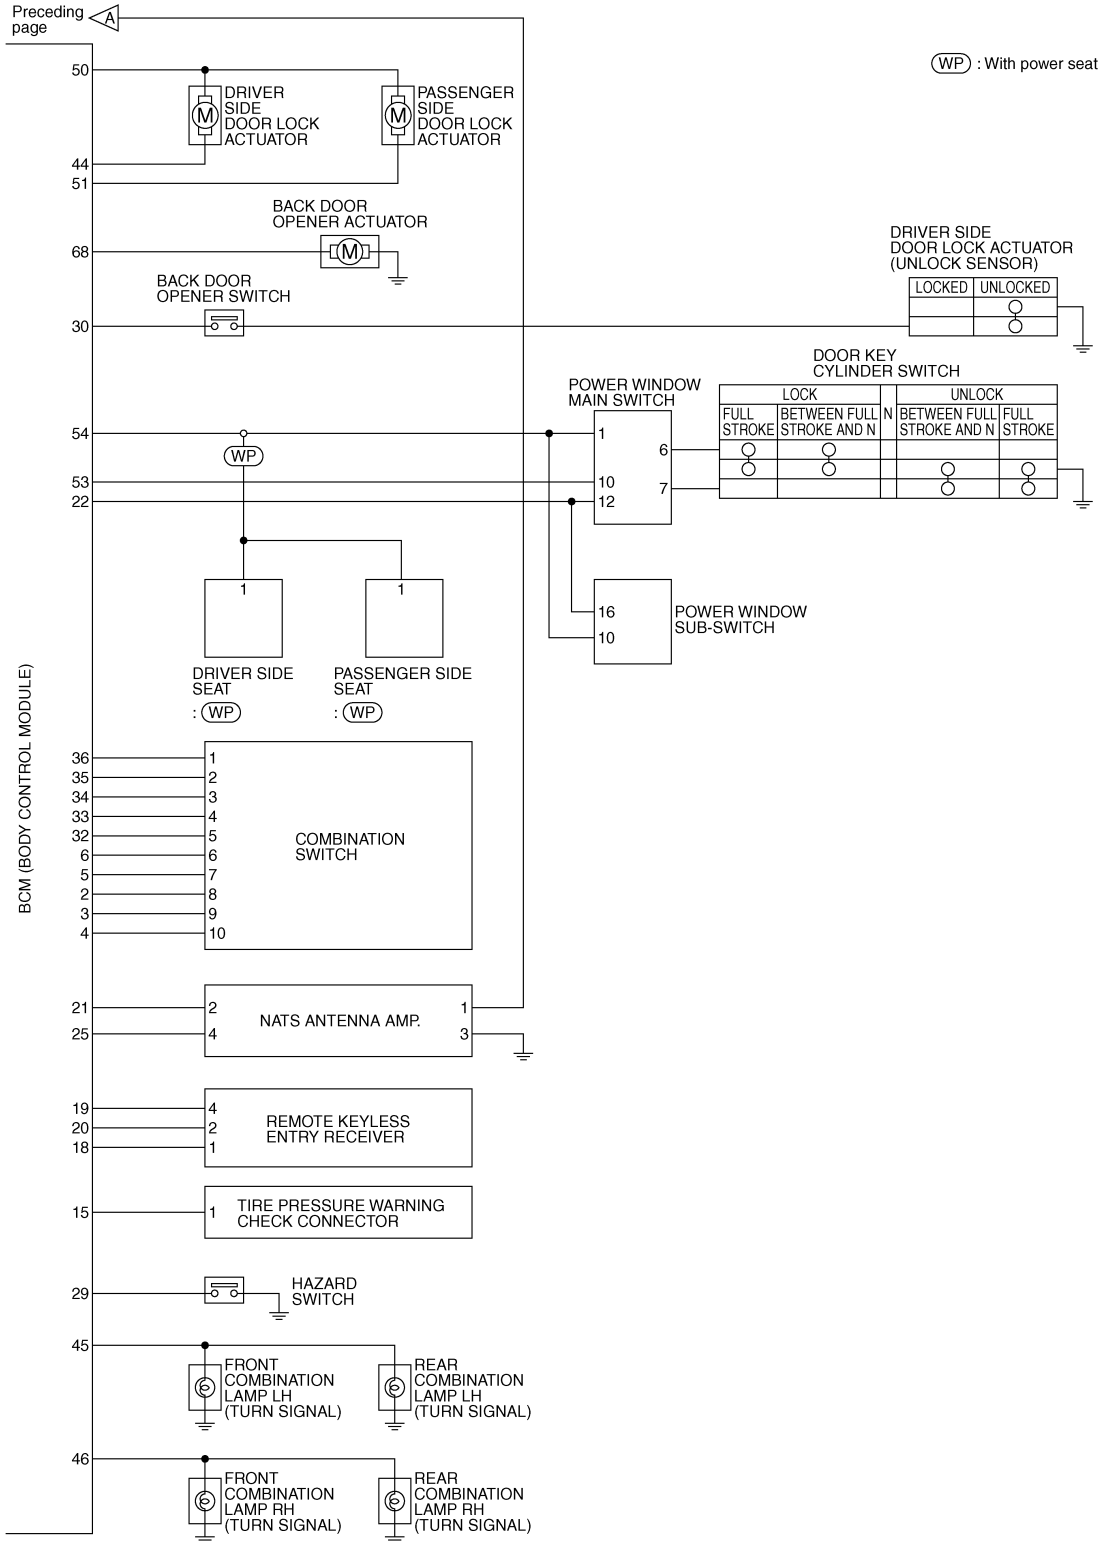 Preceding
page
A
WP : With power seat
50
DRIVER
SIDE
DOOR LOCK
ACTUATOR
M
PASSENGER
SIDE
DOOR LOCK
ACTUATOR
M
44
51
BACK DOOR
OPENER ACTUATOR
68
M
DRIVER SIDE
DOOR LOCK ACTUATOR
(UNLOCK SENSOR)
LOCKED UNLOCKED
BACK DOOR
OPENER SWITCH
30
DOOR KEY
CYLINDER SWITCH
LOCK N UNLOCK
FULL
STROKE
BETWEEN FULL
STROKE AND N
BETWEEN FULL
STROKE AND N
FULL
STROKE
POWER WINDOW
MAIN SWITCH
54
1
6
WP
53
10
7
22
12
1
1
16
10
POWER WINDOW
SUB-SWITCH
DRIVER SIDE
SEAT
: WP
PASSENGER SIDE
SEAT
: WP
BCM (BODY CONTROL MODULE)
36 1
35 2
34 3
33 4
32 5
6 6
5 7
2 8
3 9
4 10
COMBINATION
SWITCH
21 2 1
25 4 3
NATS ANTENNA AMP.
19 4
20 2
18 1
REMOTE KEYLESS
ENTRY RECEIVER
15 1
TIRE PRESSURE WARNING
CHECK CONNECTOR
29
HAZARD
SWITCH
45
FRONT
COMBINATION
LAMP LH
(TURN SIGNAL)
REAR
COMBINATION
LAMP LH
(TURN SIGNAL)
46
FRONT
COMBINATION
LAMP RH
(TURN SIGNAL)
REAR
COMBINATION
LAMP RH
(TURN SIGNAL)